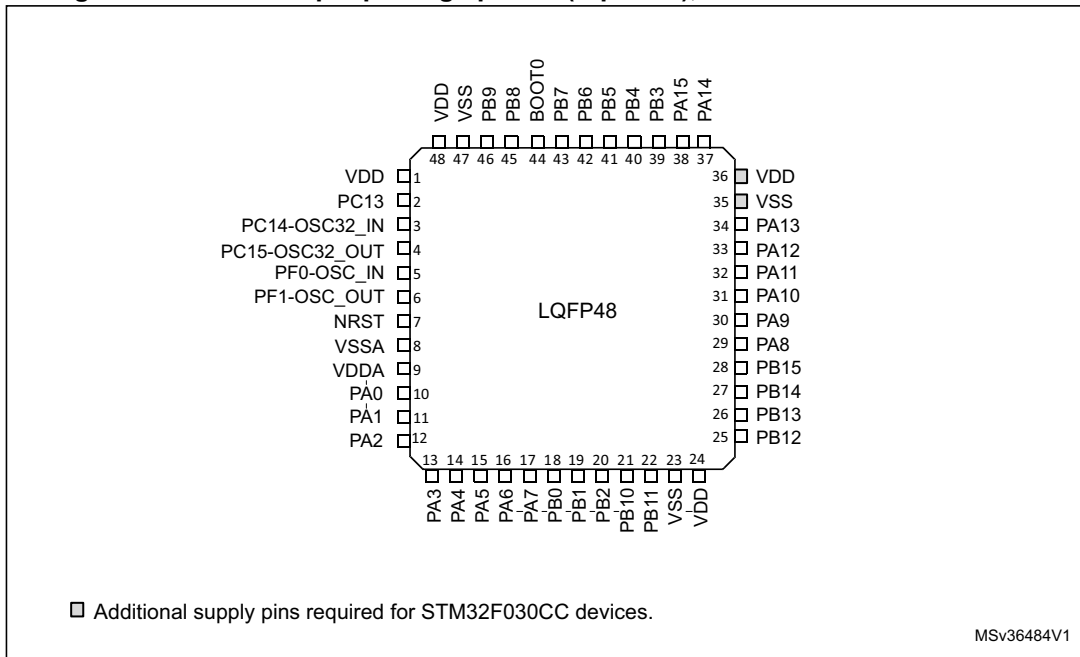 VDD
VSS
PB9
PB8
BOOT0
PB7
PB6
PB5
PB4
PB3
PA15
PA14
48 47 46 45 44 43 42 41 40 39 38 37
VDD 1 36 VDD
PC13 2 35 VSS
PC14-OSC32_IN 3 34 PA13
PC15-OSC32_OUT 4 33 PA12
PF0-OSC_IN 5 32 PA11
PF1-OSC_OUT 6 31 PA10
NRST 7 30 PA9
VSSA 8 29 PA8
VDDA 9 28 PB15
PA0 10 27 PB14
PA1 11 26 PB13
PA2 12 25 PB12
LQFP48
13 14 15 16 17 18 19 20 21 22 23 24
PA3
PA4
PA5
PA6
PA7
PB0
PB1
PB2
PB10
PB11
VSS
VDD
Additional supply pins required for STM32F030CC devices.
MSv36484V1